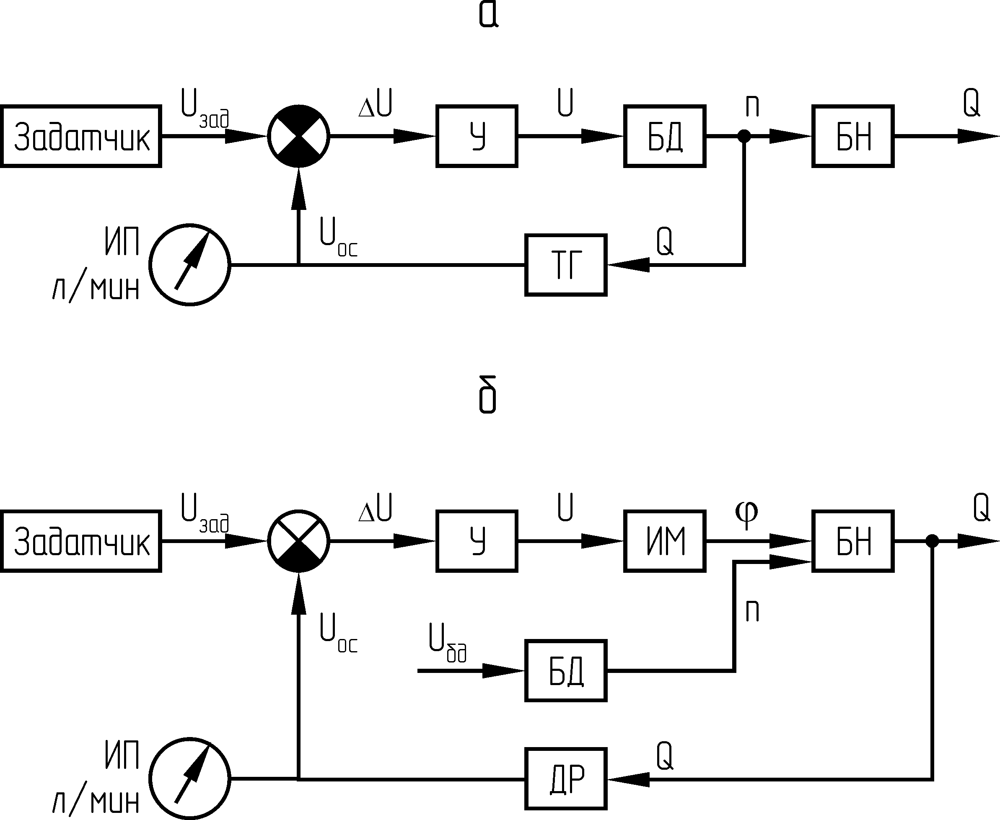 а
Uзад ΔU U n Q
Задатчик У БД БН
ИП Uос Q
ТГ
л/мин
б
Uзад ΔU U φ Q
Задатчик У ИМ БН
n
Uос Uбд
БД
ИП Q
ДР
л/мин